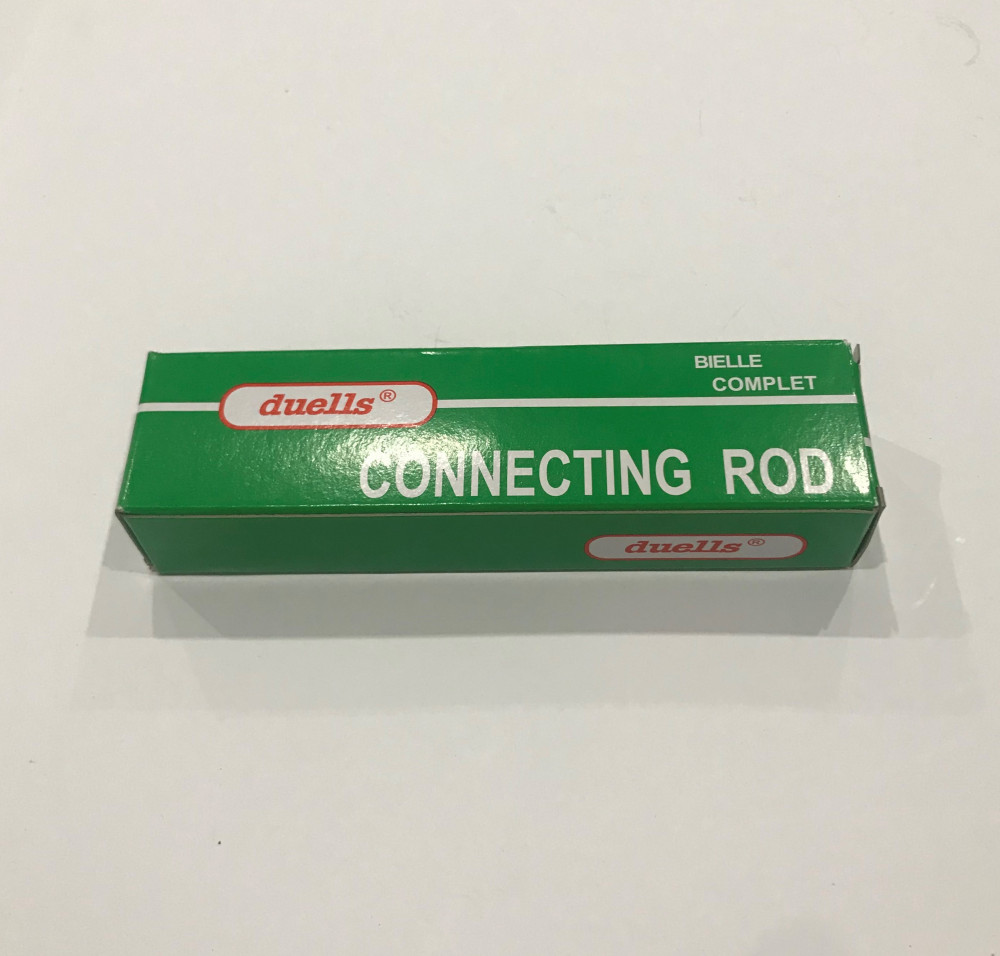 BIELLE
COMPLET
duells®
CONNECTING ROD
duells®